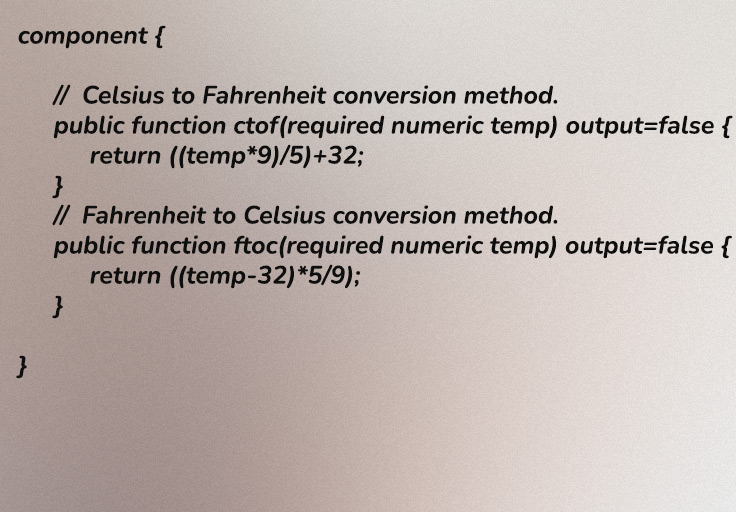 component {
// Celsius to Fahrenheit conversion method.
public function ctof(required numeric temp) output=false {
return ((temp*9)/5)+32;
}
// Fahrenheit to Celsius conversion method.
public function ftoc(required numeric temp) output=false {
return ((temp-32)*5/9);
}
}